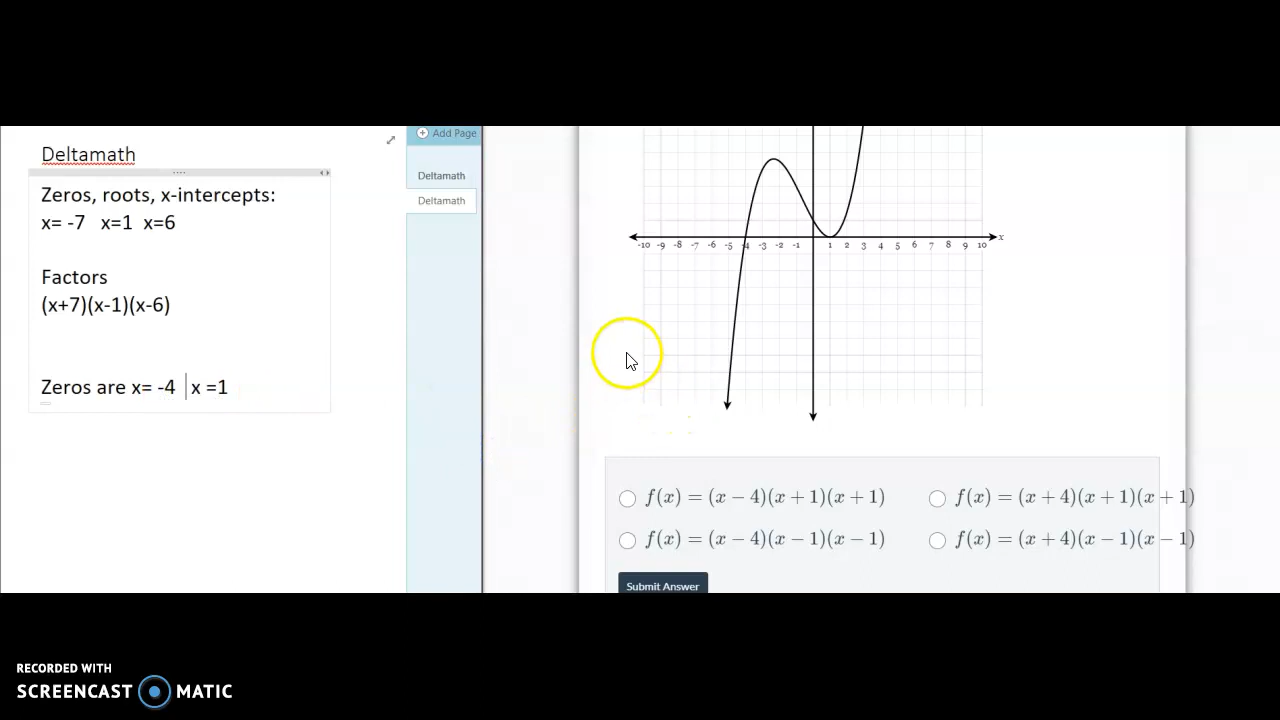 Add Page
Deltamath
Deltamath
Deltamath
Zeros, roots, x-intercepts:
x= -7 x=1 x=6
Factors
(x+7)(x-1)(x-6)
Zeros are x= -4 x =1
-10 -9 -8 -7 -6 -5 -4 -3 -2 -1 1 2 3 4 5 6 7 8 9 10 x
f(x) = (x − 4)(x + 1)(x + 1)
f(x) = (x + 4)(x + 1)(x + 1)
f(x) = (x − 4)(x − 1)(x − 1)
f(x) = (x + 4)(x − 1)(x − 1)
Submit Answer
RECORDED WITH
SCREENCAST MATIC